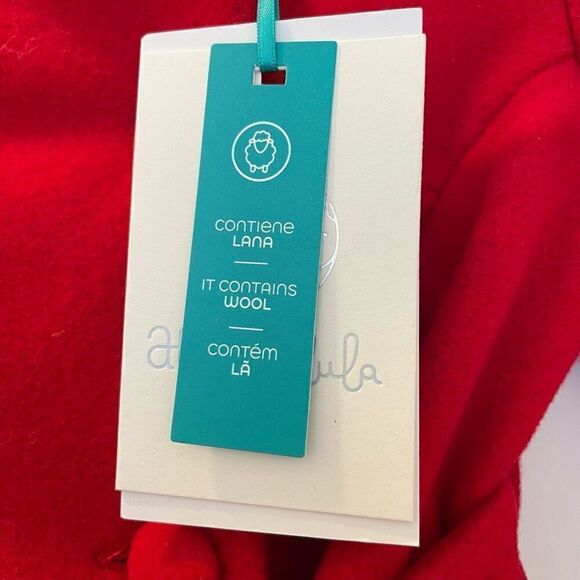 contiene
LANA
IT CONTAINS
WOOL
contém
LÃ